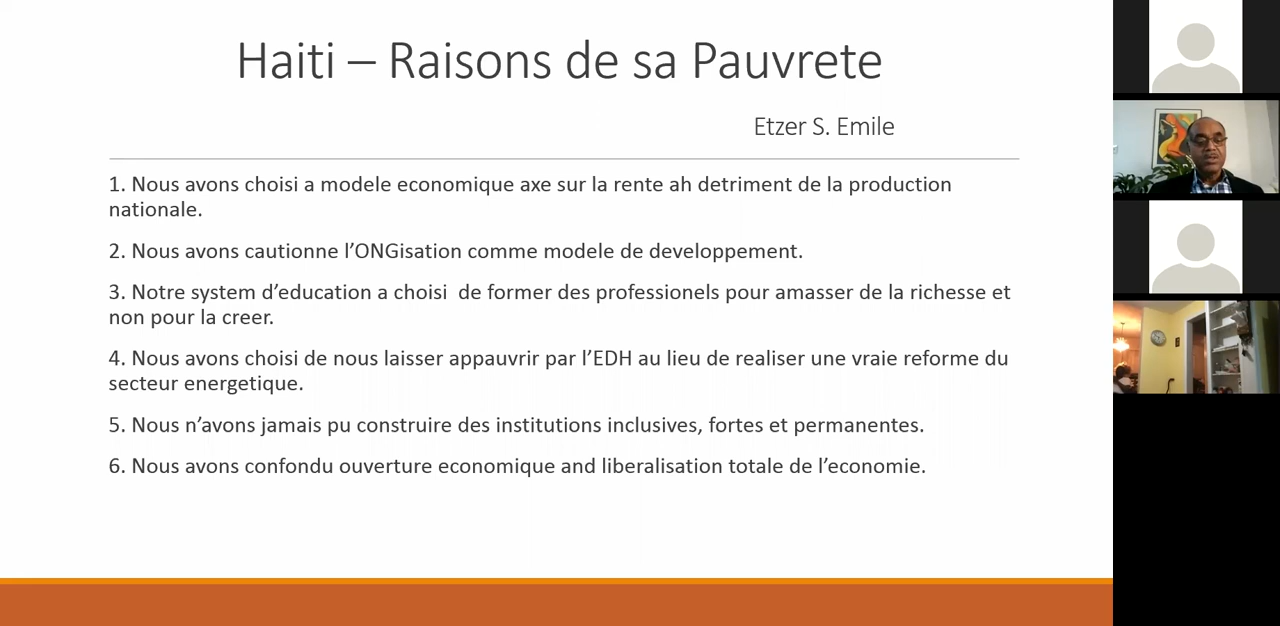 Haiti – Raisons de sa Pauvrete
Etzer S. Emile
1. Nous avons choisi a modele economique axe sur la rente ah detriment de la production
nationale.
2. Nous avons cautionne l’ONGisation comme modele de developpement.
3. Notre system d’education a choisi  de former des professionels pour amasser de la richesse et
non pour la creer.
4. Nous avons choisi de nous laisser appauvrir par l’EDH au lieu de realiser une vraie reforme du
secteur energetique.
5. Nous n’avons jamais pu construire des institutions inclusives, fortes et permanentes.
6. Nous avons confondu ouverture economique and liberalisation totale de l’economie.